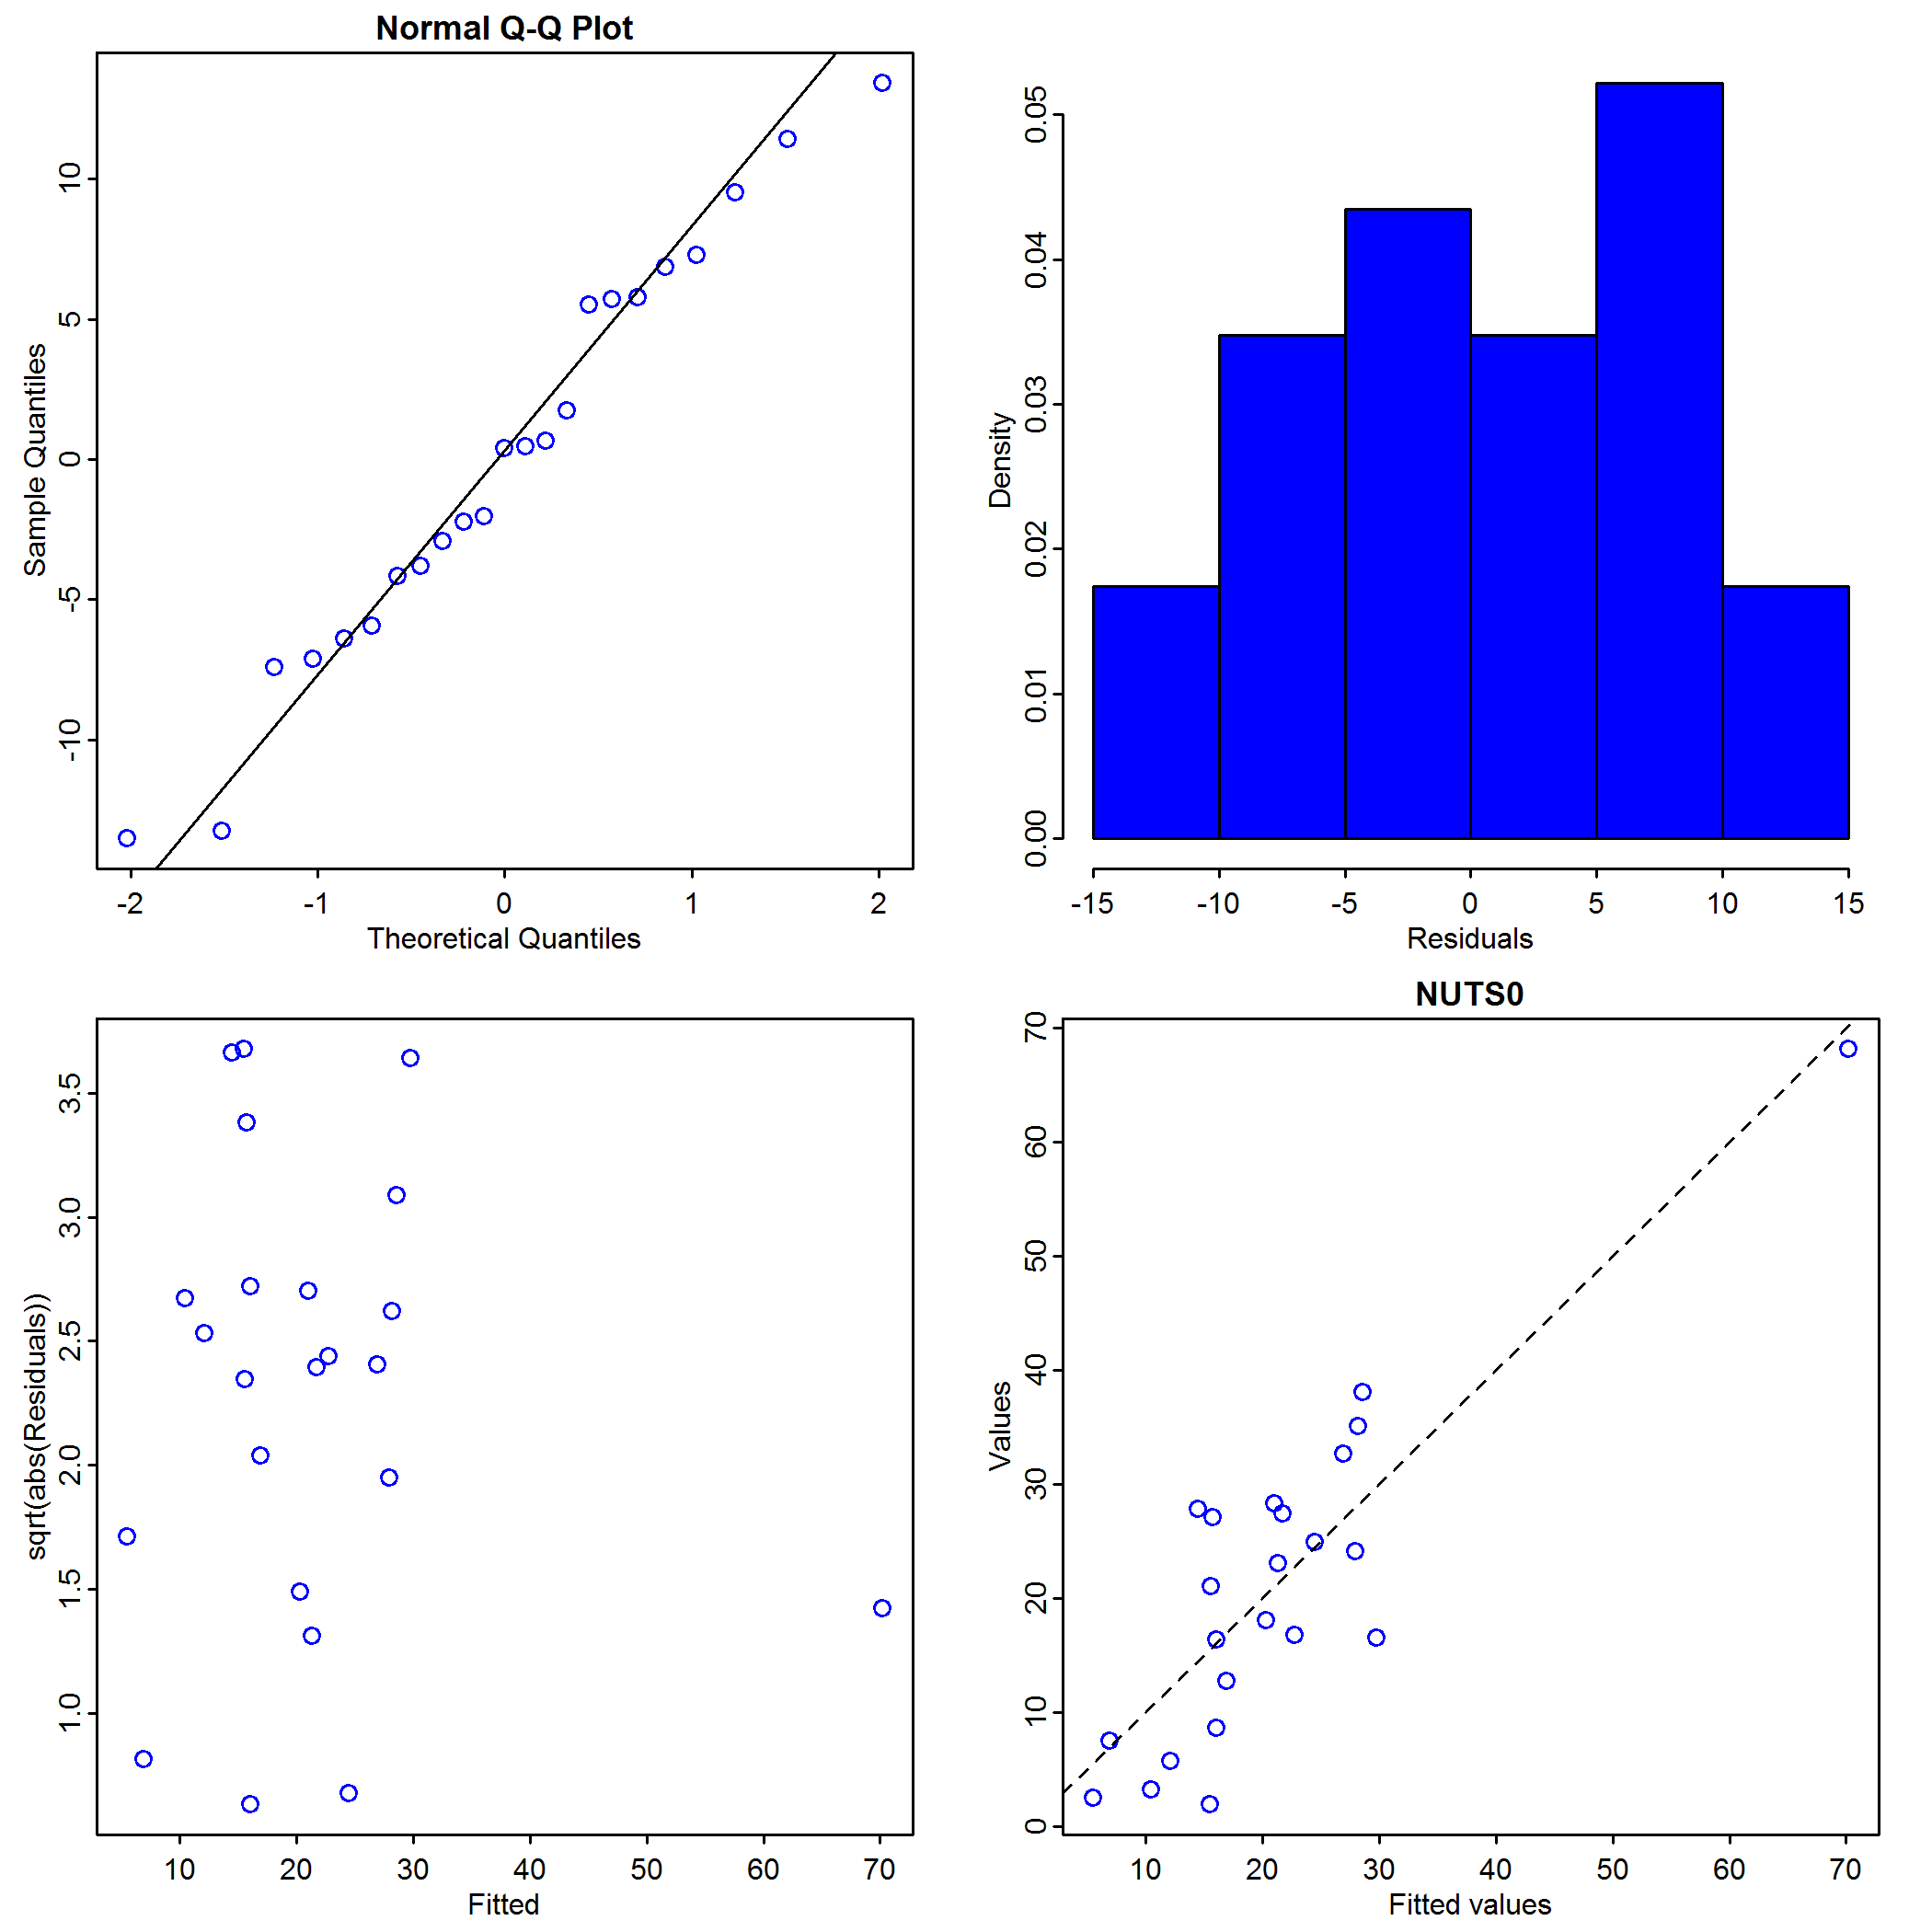 Normal Q-Q Plot
Sample Quantiles
10
5
0
-5
-10
-2 -1 0 1 2
Theoretical Quantiles
Density
0.05
0.04
0.03
0.02
0.01
0.00
-15 -10 -5 0 5 10 15
Residuals
sqrt(abs(Residuals))
3.5
3.0
2.5
2.0
1.5
1.0
10 20 30 40 50 60 70
Fitted
NUTS0
Values
70
60
50
40
30
20
10
0
10 20 30 40 50 60 70
Fitted values